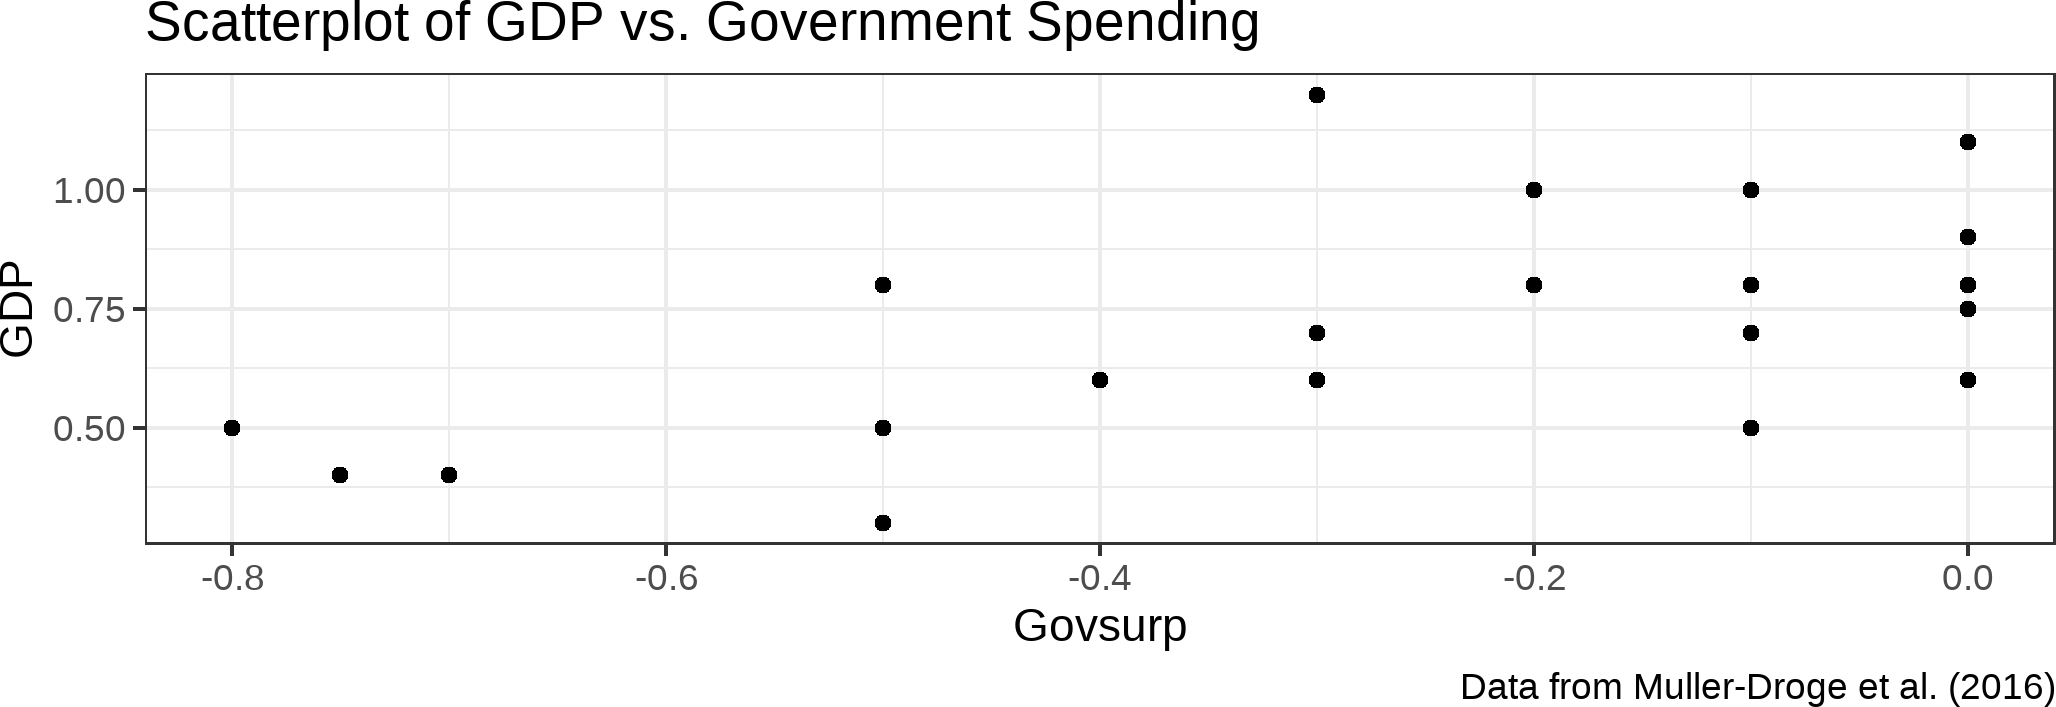 Scatterplot of GDP vs. Government Spending
1.00
0.75
0.50
GDP
-0.8 -0.6 -0.4 -0.2 0.0
Govsurp
Data from Muller-Droge et al. (2016)